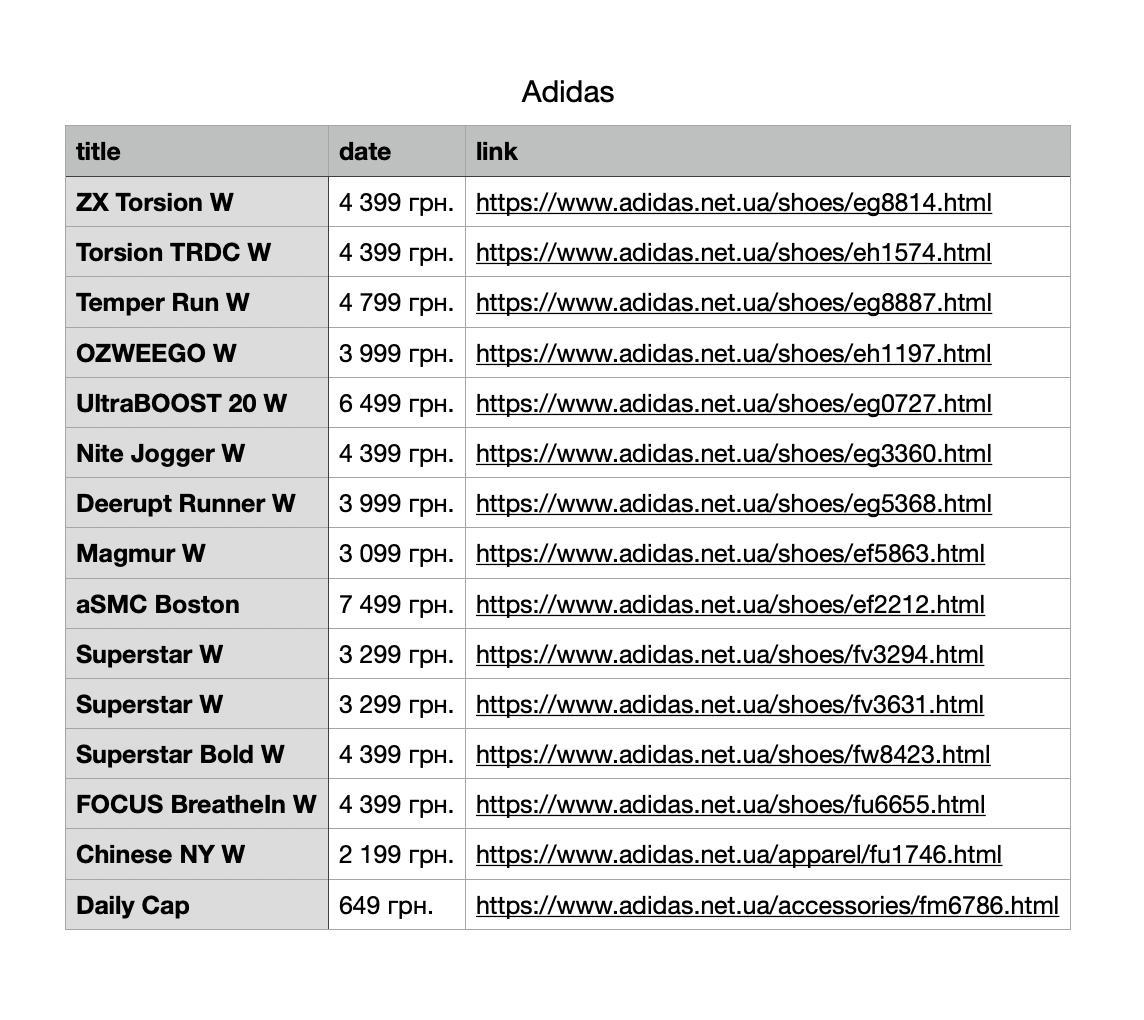 Adidas
title date link
ZX Torsion W 4 399 грн. https://www.adidas.net.ua/shoes/eg8814.html
Torsion TRDC W 4 399 грн. https://www.adidas.net.ua/shoes/eh1574.html
Temper Run W 4 799 грн. https://www.adidas.net.ua/shoes/eg8887.html
OZWEEGO W 3 999 грн. https://www.adidas.net.ua/shoes/eh1197.html
UltraBOOST 20 W 6 499 грн. https://www.adidas.net.ua/shoes/eg0727.html
Nite Jogger W 4 399 грн. https://www.adidas.net.ua/shoes/eg3360.html
Deerupt Runner W 3 999 грн. https://www.adidas.net.ua/shoes/eg5368.html
Magmur W 3 099 грн. https://www.adidas.net.ua/shoes/ef5863.html
aSMC Boston 7 499 грн. https://www.adidas.net.ua/shoes/ef2212.html
Superstar W 3 299 грн. https://www.adidas.net.ua/shoes/fv3294.html
Superstar W 3 299 грн. https://www.adidas.net.ua/shoes/fv3631.html
Superstar Bold W 4 399 грн. https://www.adidas.net.ua/shoes/fw8423.html
FOCUS BreatheIn W 4 399 грн. https://www.adidas.net.ua/shoes/fu6655.html
Chinese NY W 2 199 грн. https://www.adidas.net.ua/apparel/fu1746.html
Daily Cap 649 грн. https://www.adidas.net.ua/accessories/fm6786.html